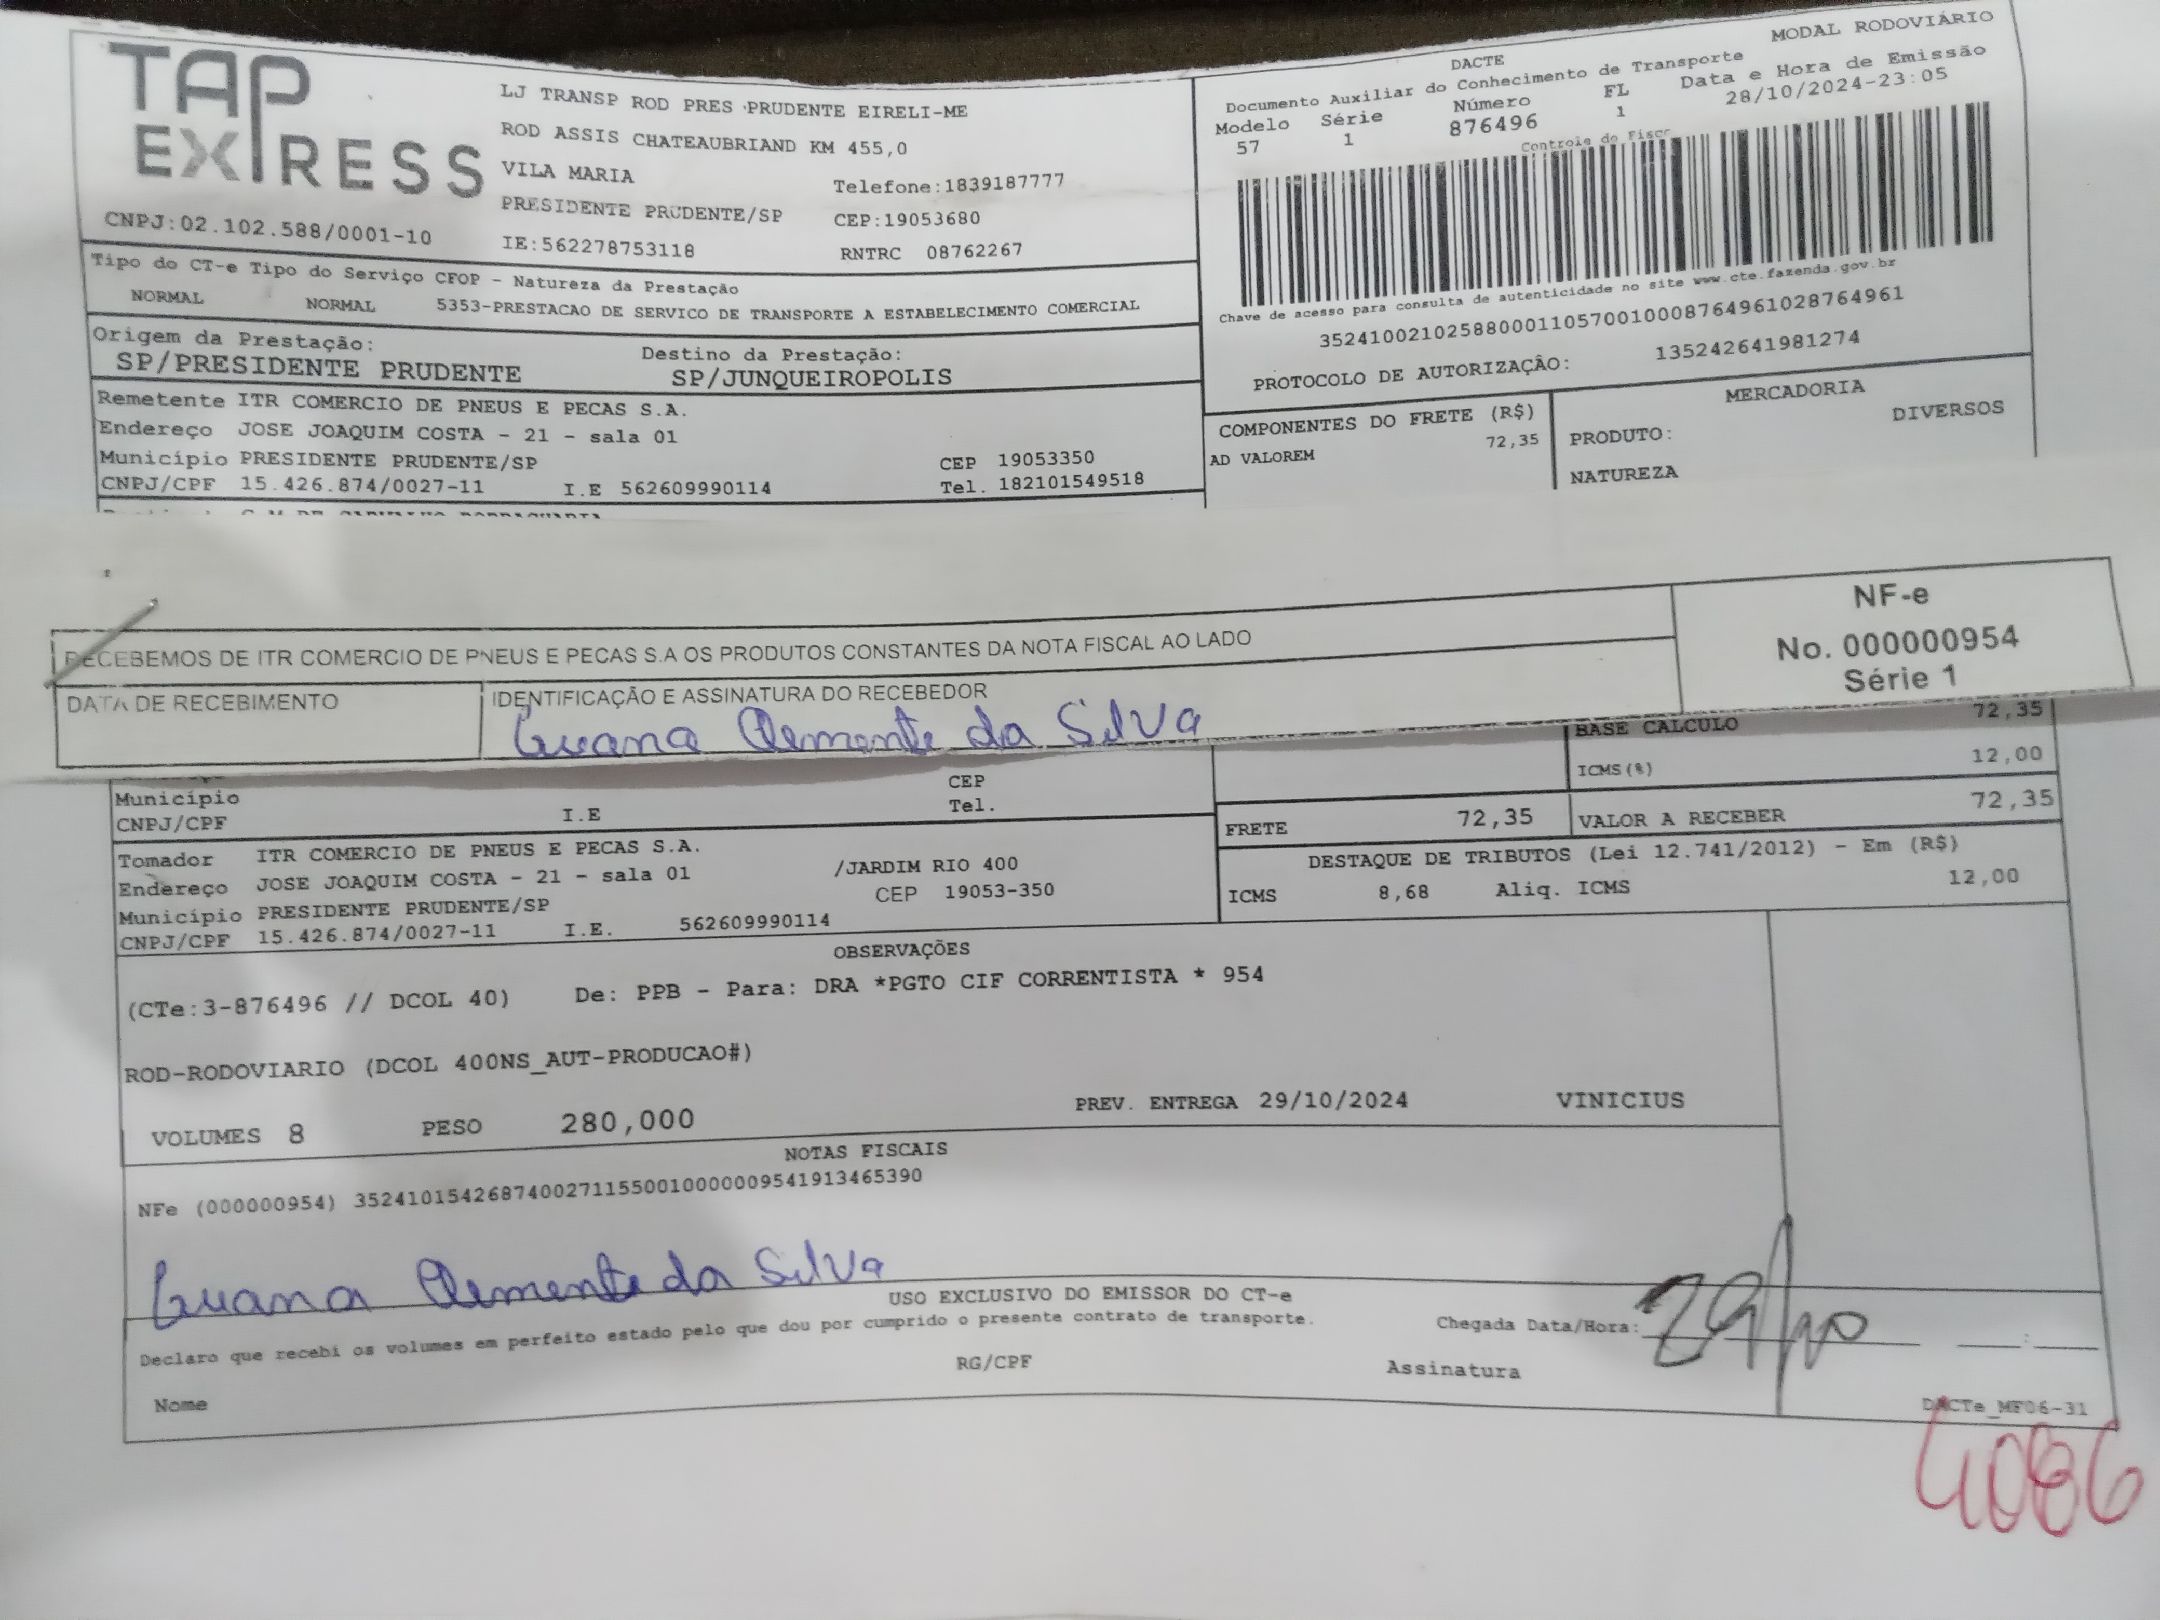 TAP EXPRESS
LJ TRANSP ROD PRES PRUDENTE EIRELI-ME
ROD ASSIS CHATEAUBRIAND KM 455,0
VILA MARIA Telefone:1839187777
PRESIDENTE PRUDENTE/SP CEP:19053680
CNPJ:02.102.588/0001-10 IE:562278753118 RNTRC 08762267
DACTE MODAL RODOVIÁRIO
Documento Auxiliar do Conhecimento de Transporte
Modelo Série Número FL Data e Hora de Emissão
57 1 876496 1 28/10/2024-23:05
Controle do Fisco
Chave de acesso para consulta de autenticidade no site www.cte.fazenda.gov.br
35241002102588000110570010008764961028764961
PROTOCOLO DE AUTORIZAÇÃO: 135242641981274
Tipo do CT-e Tipo do Serviço CFOP - Natureza da Prestação
NORMAL NORMAL 5353-PRESTACAO DE SERVICO DE TRANSPORTE A ESTABELECIMENTO COMERCIAL
Origem da Prestação: Destino da Prestação:
SP/PRESIDENTE PRUDENTE SP/JUNQUEIROPOLIS
Remetente ITR COMERCIO DE PNEUS E PECAS S.A.
Endereço JOSE JOAQUIM COSTA - 21 - sala 01
Município PRESIDENTE PRUDENTE/SP CEP 19053350
CNPJ/CPF 15.426.874/0027-11 I.E 562609990114 Tel. 182101549518
COMPONENTES DO FRETE (R$) MERCADORIA
AD VALOREM 72,35 PRODUTO: DIVERSOS
NATUREZA
RECEBEMOS DE ITR COMERCIO DE PNEUS E PECAS S.A OS PRODUTOS CONSTANTES DA NOTA FISCAL AO LADO
DATA DE RECEBIMENTO IDENTIFICAÇÃO E ASSINATURA DO RECEBEDOR
Luana Clemente da Silva
NF-e
No. 000000954
Série 1
BASE CALCULO 72,35
ICMS(%) 12,00
Município CEP
CNPJ/CPF I.E Tel.
FRETE 72,35 VALOR A RECEBER 72,35
Tomador ITR COMERCIO DE PNEUS E PECAS S.A.
Endereço JOSE JOAQUIM COSTA - 21 - sala 01 /JARDIM RIO 400
Município PRESIDENTE PRUDENTE/SP CEP 19053-350
CNPJ/CPF 15.426.874/0027-11 I.E. 562609990114
DESTAQUE DE TRIBUTOS (Lei 12.741/2012) - Em (R$)
ICMS 8,68 Aliq. ICMS 12,00
OBSERVAÇÕES
(CTe:3-876496 // DCOL 40) De: PPB - Para: DRA *PGTO CIF CORRENTISTA * 954
ROD-RODOVIARIO (DCOL 400NS_AUT-PRODUCAO#)
VOLUMES 8 PESO 280,000 PREV. ENTREGA 29/10/2024 VINICIUS
NOTAS FISCAIS
NFe (000000954) 35241015426874002711550010000009541913465390
Luana Clemente da Silva
USO EXCLUSIVO DO EMISSOR DO CT-e
Declaro que recebi os volumes em perfeito estado pelo que dou por cumprido o presente contrato de transporte.
Chegada Data/Hora: 29/10
Nome RG/CPF Assinatura
DACTe_MF06-31
4086